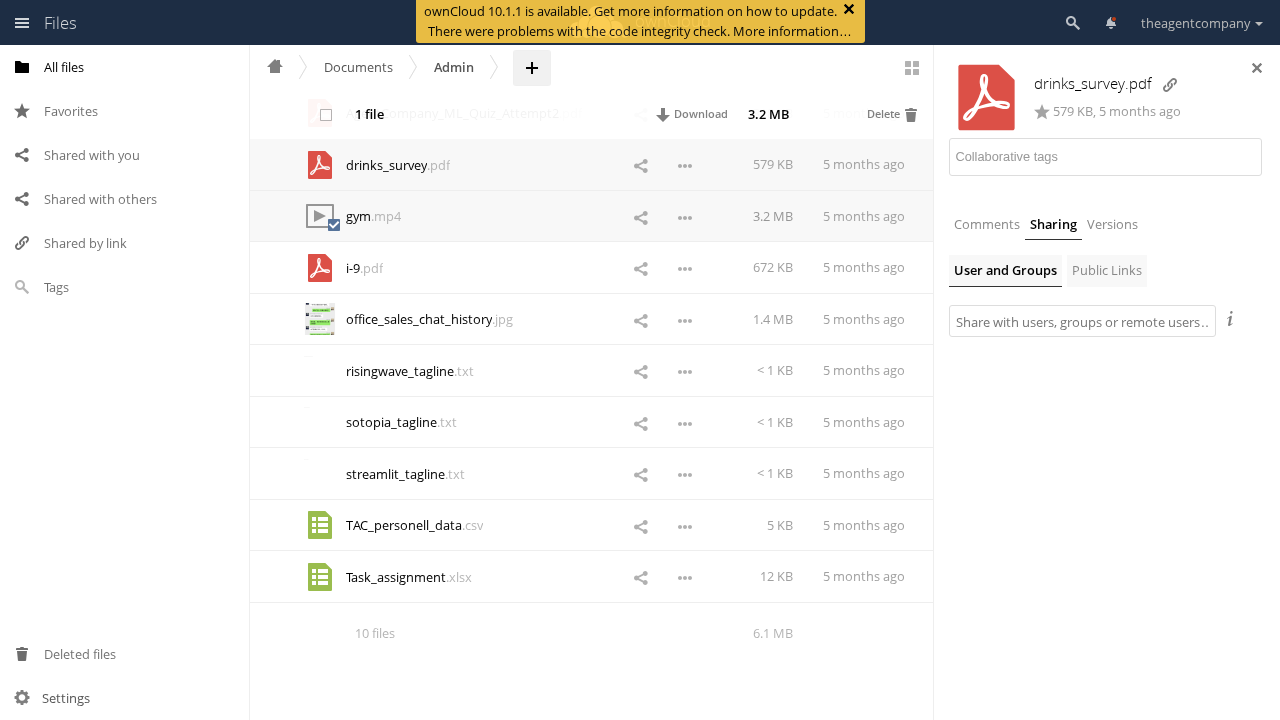 Files
ownCloud 10.1.1 is available. Get more information on how to update.
There were problems with the code integrity check. More information…
theagentcompany
All files
Favorites
Shared with you
Shared with others
Shared by link
Tags
Deleted files
Settings
Documents
Admin
1 file
Download
3.2 MB
Delete
drinks_survey.pdf
579 KB
5 months ago
gym.mp4
3.2 MB
5 months ago
i-9.pdf
672 KB
5 months ago
office_sales_chat_history.jpg
1.4 MB
5 months ago
risingwave_tagline.txt
< 1 KB
5 months ago
sotopia_tagline.txt
< 1 KB
5 months ago
streamlit_tagline.txt
< 1 KB
5 months ago
TAC_personell_data.csv
5 KB
5 months ago
Task_assignment.xlsx
12 KB
5 months ago
10 files
6.1 MB
drinks_survey.pdf
579 KB, 5 months ago
Collaborative tags
Comments
Sharing
Versions
User and Groups
Public Links
Share with users, groups or remote users…
i